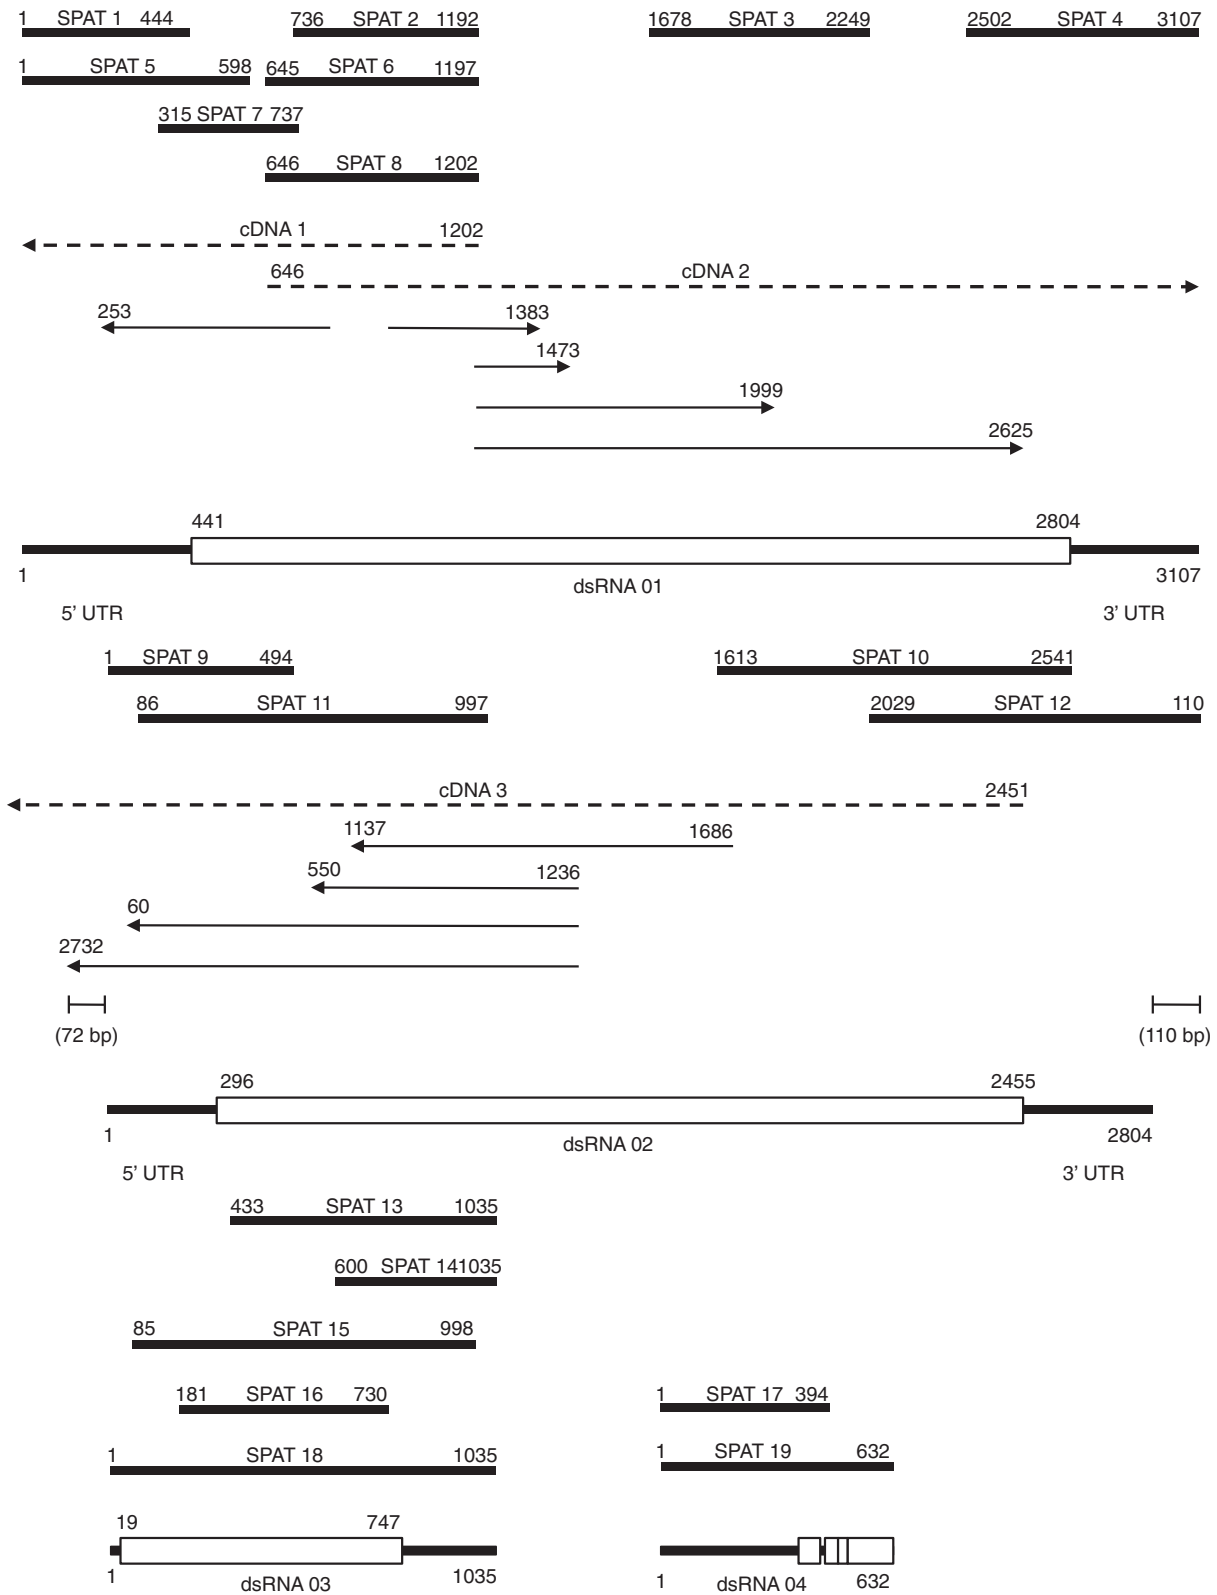 1 SPAT 1 444 736 SPAT 2 1192 1678 SPAT 3 2249 2502 SPAT 4 3107
1 SPAT 5 598 645 SPAT 6 1197
315 SPAT 7 737
646 SPAT 8 1202
cDNA 1 1202
646 cDNA 2
253 1383
1473
1999
2625
441 2804
1 dsRNA 01 3107
5’ UTR 3’ UTR
1 SPAT 9 494 1613 SPAT 10 2541
86 SPAT 11 997 2029 SPAT 12 110
cDNA 3 2451
1137 1686
550 1236
60
2732
(72 bp) (110 bp)
296 2455
1 dsRNA 02 2804
5’ UTR 3’ UTR
433 SPAT 13 1035
600 SPAT 141035
85 SPAT 15 998
181 SPAT 16 730 1 SPAT 17 394
1 SPAT 18 1035 1 SPAT 19 632
19 747
1 dsRNA 03 1035 1 dsRNA 04 632